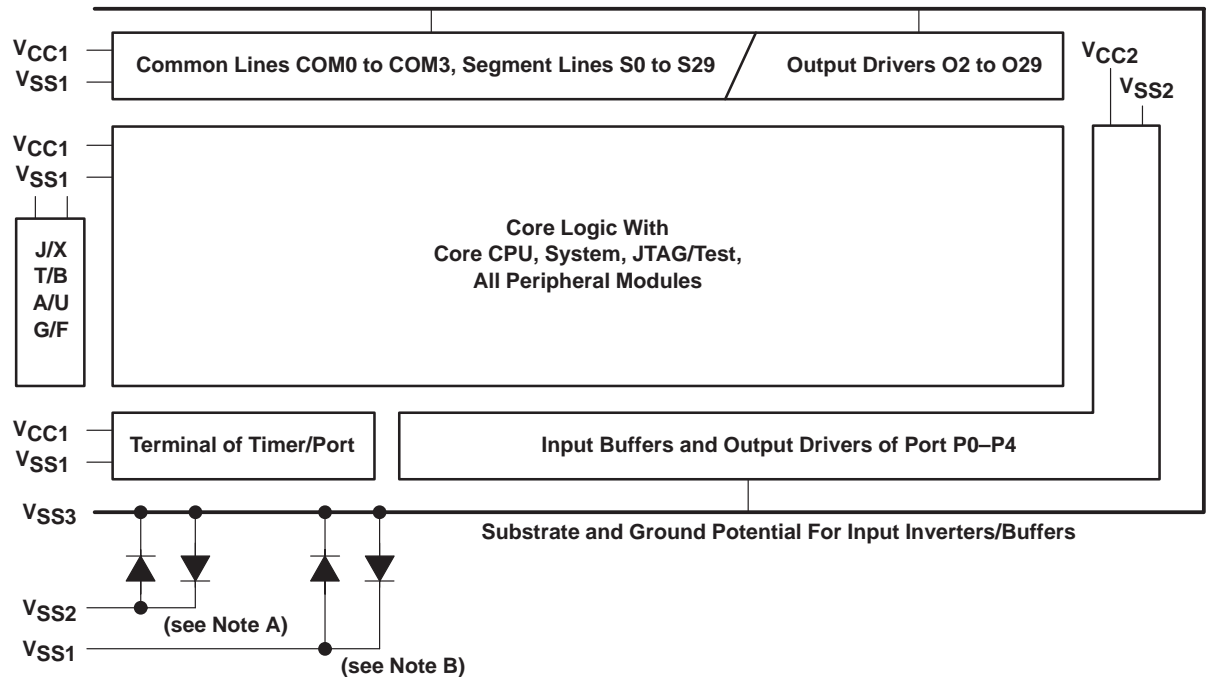 VCC1
VSS1
Common Lines COM0 to COM3, Segment Lines S0 to S29
Output Drivers O2 to O29
VCC2
VSS2
VCC1
VSS1
J/X
T/B
A/U
G/F
Core Logic With
Core CPU, System, JTAG/Test,
All Peripheral Modules
VCC1
VSS1
Terminal of Timer/Port
Input Buffers and Output Drivers of Port P0–P4
VSS3
Substrate and Ground Potential For Input Inverters/Buffers
VSS2
(see Note A)
VSS1
(see Note B)